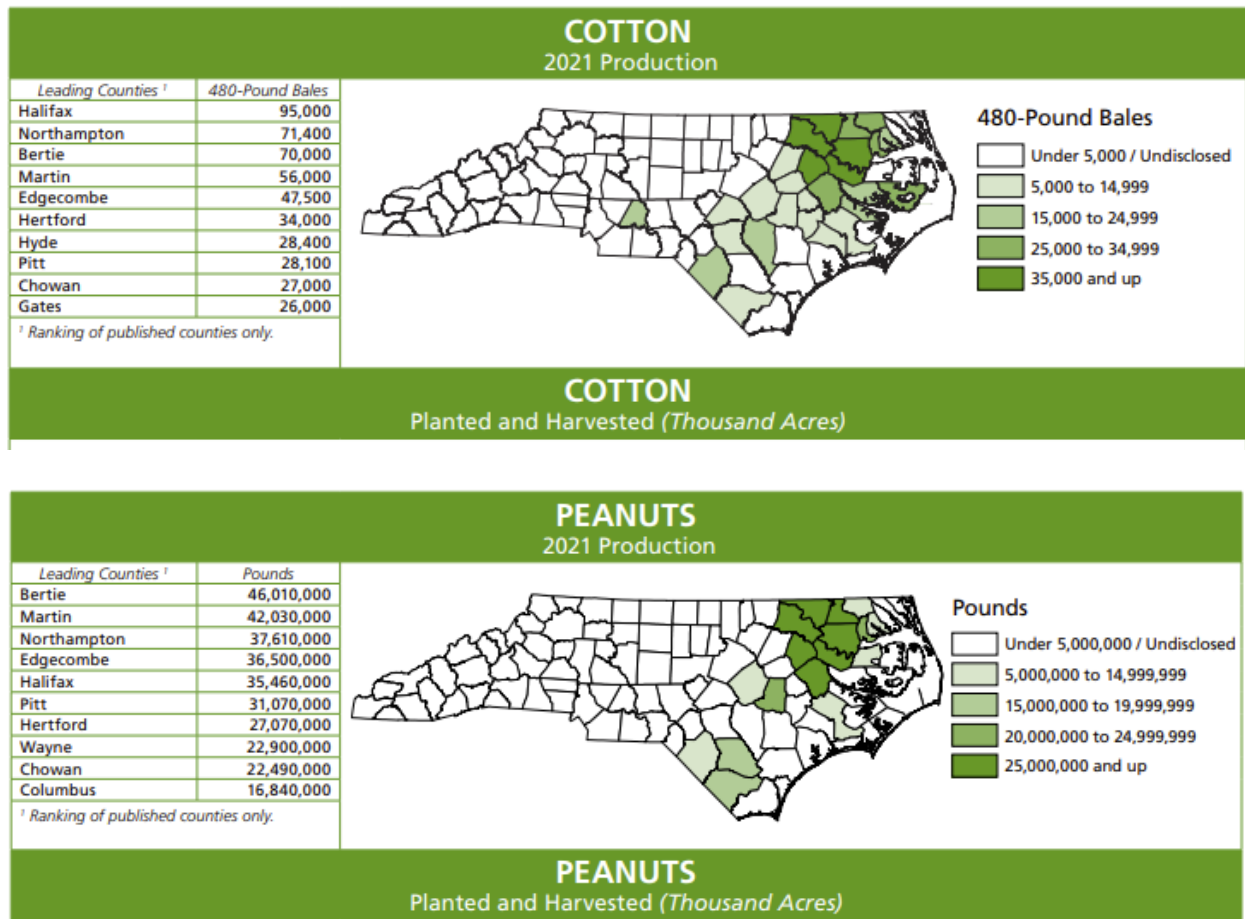 COTTON
2021 Production
Leading Counties ¹ 480-Pound Bales
Halifax 95,000
Northampton 71,400
Bertie 70,000
Martin 56,000
Edgecombe 47,500
Hertford 34,000
Hyde 28,400
Pitt 28,100
Chowan 27,000
Gates 26,000
¹ Ranking of published counties only.
480-Pound Bales
Under 5,000 / Undisclosed
5,000 to 14,999
15,000 to 24,999
25,000 to 34,999
35,000 and up
COTTON
Planted and Harvested (Thousand Acres)
PEANUTS
2021 Production
Leading Counties ¹ Pounds
Bertie 46,010,000
Martin 42,030,000
Northampton 37,610,000
Edgecombe 36,500,000
Halifax 35,460,000
Pitt 31,070,000
Hertford 27,070,000
Wayne 22,900,000
Chowan 22,490,000
Columbus 16,840,000
¹ Ranking of published counties only.
Pounds
Under 5,000,000 / Undisclosed
5,000,000 to 14,999,999
15,000,000 to 19,999,999
20,000,000 to 24,999,999
25,000,000 and up
PEANUTS
Planted and Harvested (Thousand Acres)